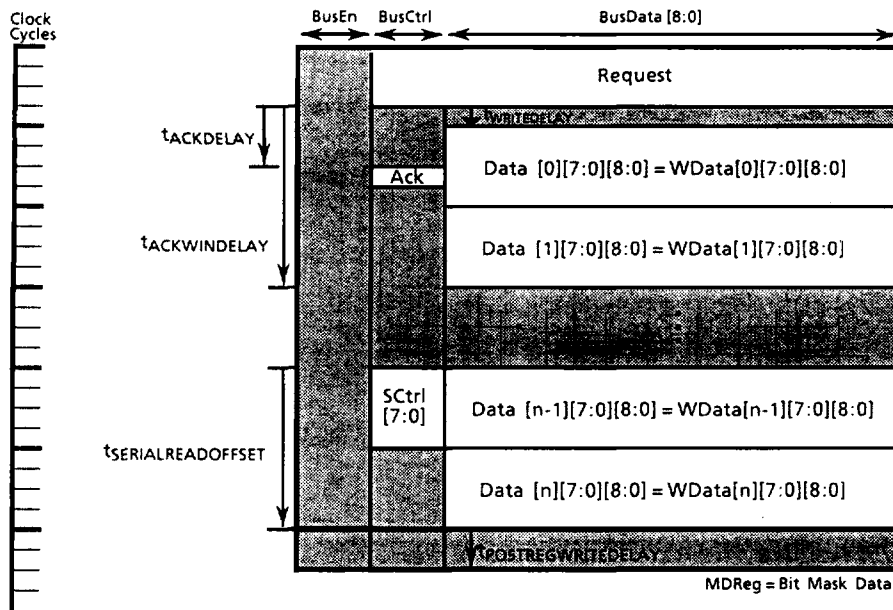 Clock
Cycles
BusEn BusCtrl BusData [8:0]
Request
tWRITEDELAY
tACKDELAY
Data [0][7:0][8:0] = WData[0][7:0][8:0]
Ack
tACKWINDELAY
Data [1][7:0][8:0] = WData[1][7:0][8:0]
SCtrl
[7:0]
Data [n-1][7:0][8:0] = WData[n-1][7:0][8:0]
tSERIALREADOFFSET
Data [n][7:0][8:0] = WData[n][7:0][8:0]
tPOSTREGWRITEDELAY
MDReg = Bit Mask Data